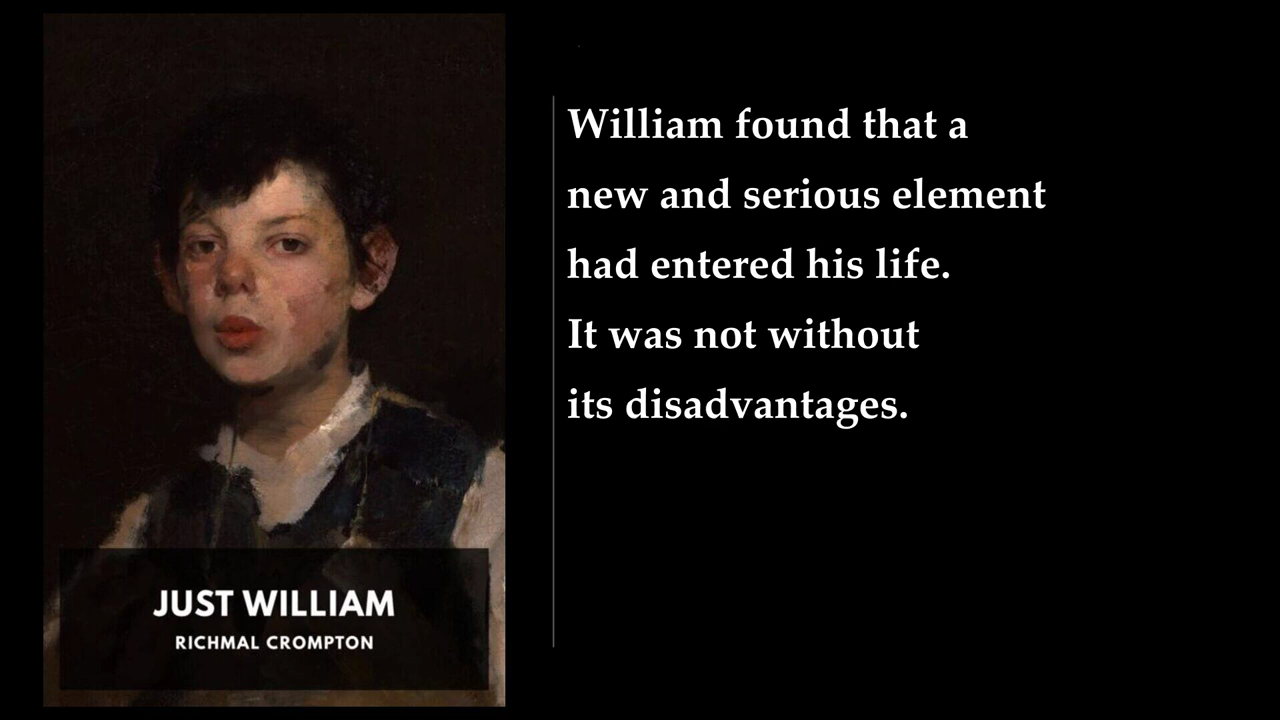 William found that a
new and serious element
had entered his life.
It was not without
its disadvantages.
JUST WILLIAM
RICHMAL CROMPTON